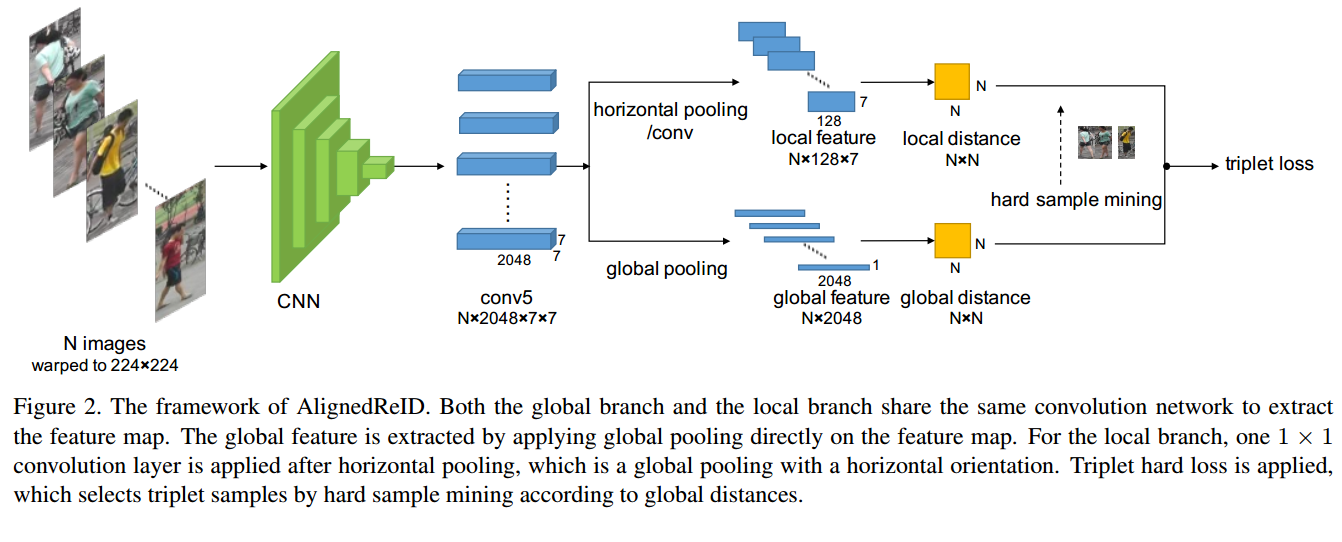 N images
warped to 224×224
CNN
2048
7
7
conv5
N×2048×7×7
horizontal pooling
/conv
global pooling
128
7
local feature
N×128×7
2048
1
global feature
N×2048
N
N
local distance
N×N
N
N
global distance
N×N
hard sample mining
triplet loss
Figure 2. The framework of AlignedReID. Both the global branch and the local branch share the same convolution network to extract
the feature map. The global feature is extracted by applying global pooling directly on the feature map. For the local branch, one 1 × 1
convolution layer is applied after horizontal pooling, which is a global pooling with a horizontal orientation. Triplet hard loss is applied,
which selects triplet samples by hard sample mining according to global distances.